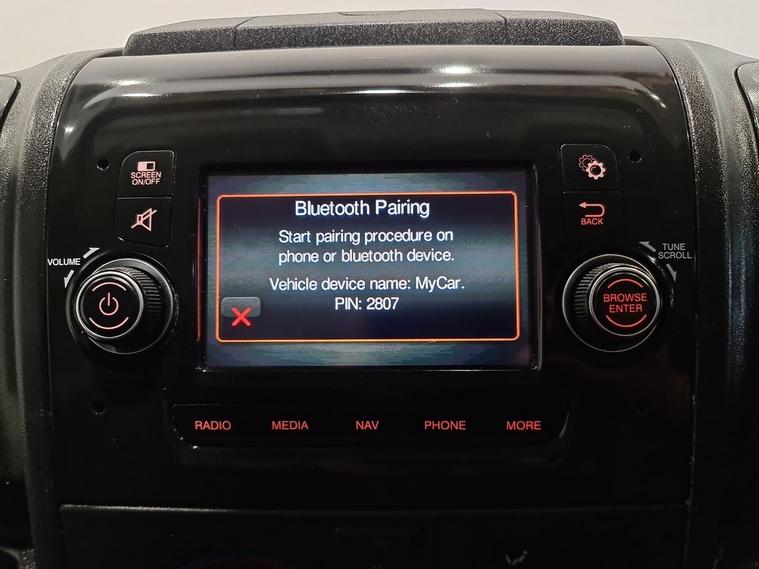 SCREEN
ON/OFF
Bluetooth Pairing
Start pairing procedure on
phone or bluetooth device.
Vehicle device name: MyCar.
PIN: 2807
BACK
VOLUME
TUNE
SCROLL
BROWSE
ENTER
RADIO MEDIA NAV PHONE MORE